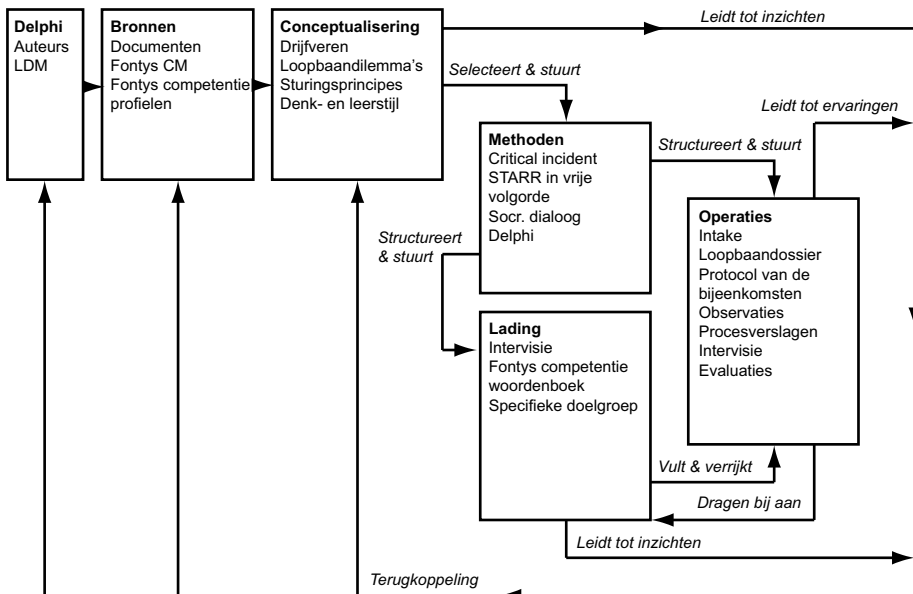 Delphi
Auteurs
LDM
Bronnen
Documenten
Fontys CM
Fontys competentie
profielen
Conceptualisering
Drijfveren
Loopbaandilemma's
Sturingsprincipes
Denk- en leerstijl
Leidt tot inzichten
Selecteert & stuurt
Leidt tot ervaringen
Methoden
Critical incident
STARR in vrije
volgorde
Socr. dialoog
Delphi
Structureert & stuurt
Structureert
& stuurt
Operaties
Intake
Loopbaandossier
Protocol van de
bijeenkomsten
Observaties
Procesverslagen
Intervisie
Evaluaties
Lading
Intervisie
Fontys competentie
woordenboek
Specifieke doelgroep
Vult & verrijkt
Dragen bij aan
Leidt tot inzichten
Terugkoppeling